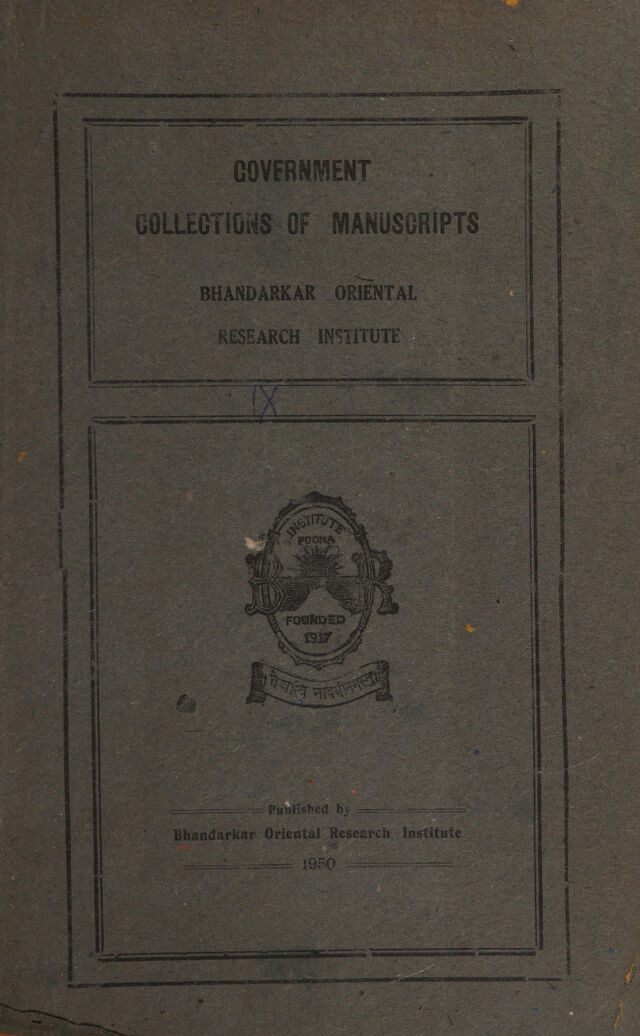 GOVERNMENT
COLLECTIONS OF MANUSCRIPTS
BHANDARKAR ORIENTAL
RESEARCH INSTITUTE
IX
INSTITUTE
POONA
B R
FOUNDED
1917
Published by
Bhandarkar Oriental Research Institute
1950